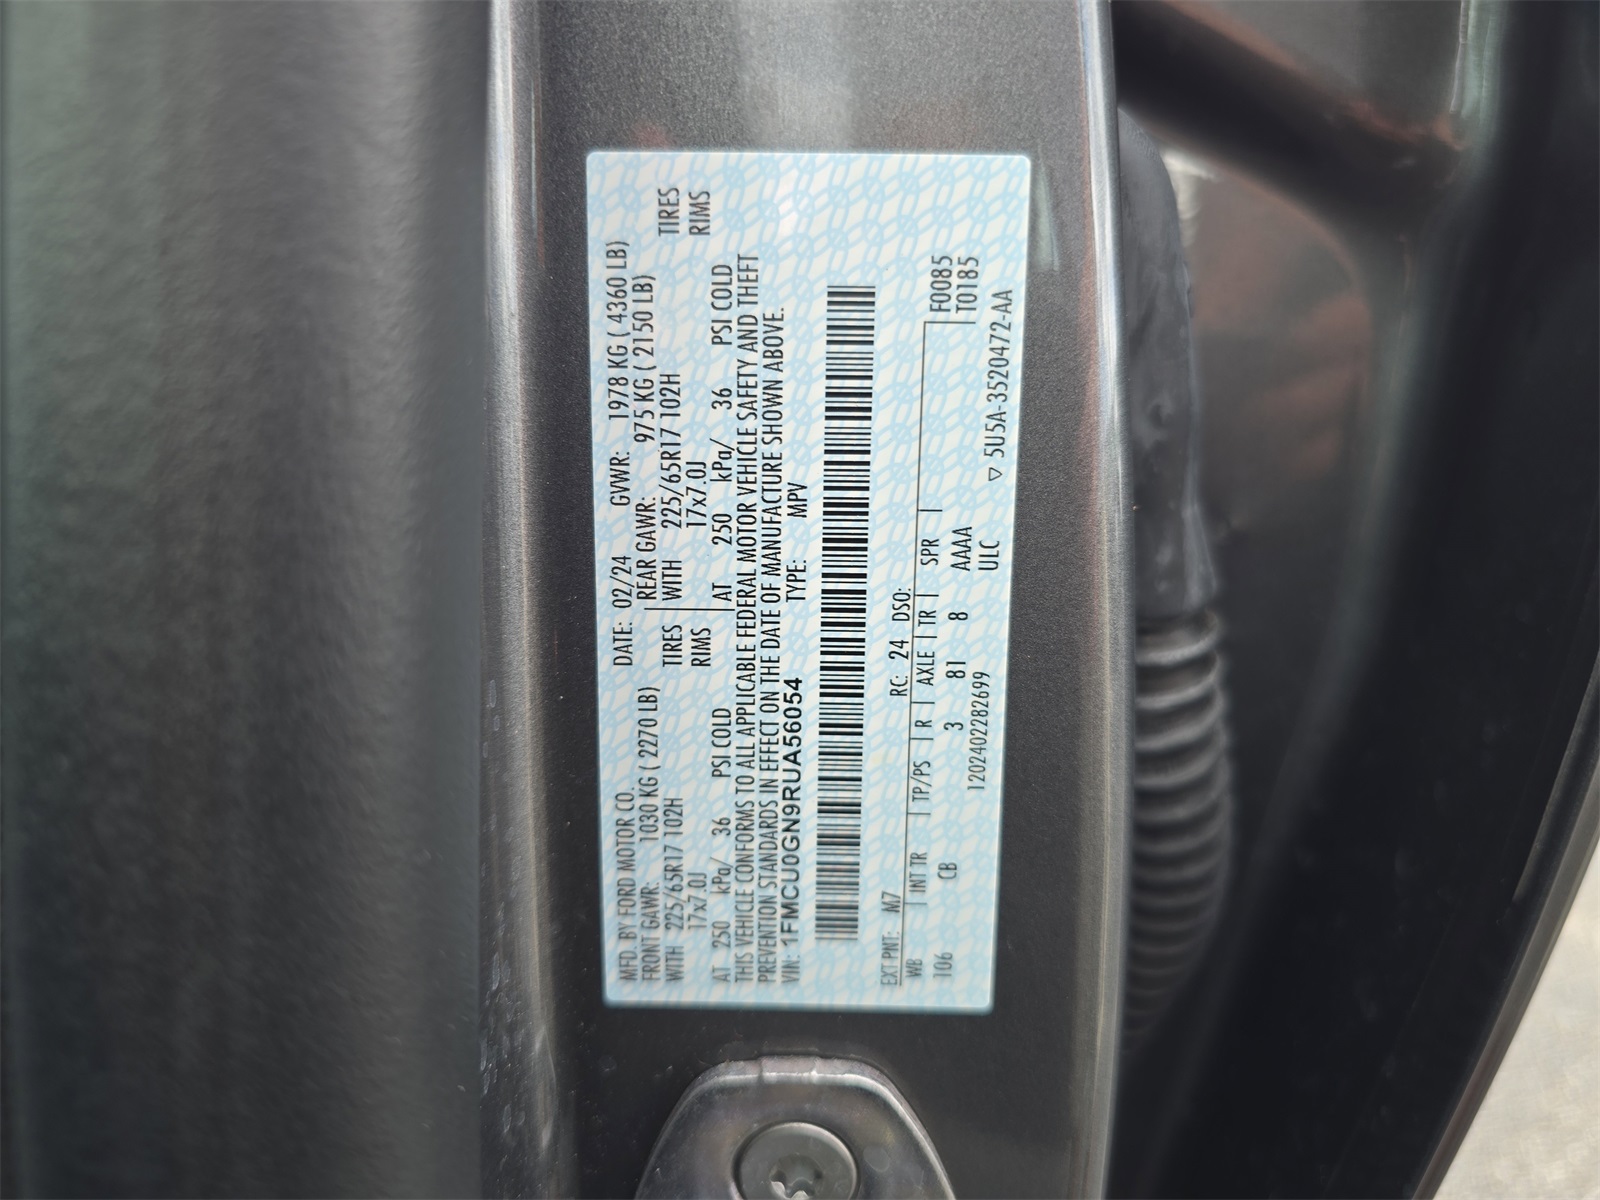 MFD. BY FORD MOTOR CO. DATE: 02/24 GVWR: 1978 KG ( 4360 LB)
FRONT GAWR: 1030 KG ( 2270 LB) REAR GAWR: 975 KG ( 2150 LB)
WITH 225/65R17 102H TIRES WITH 225/65R17 102H TIRES
17x7.0J RIMS 17x7.0J RIMS
AT 250 kPa/ 36 PSI COLD AT 250 kPa/ 36 PSI COLD
THIS VEHICLE CONFORMS TO ALL APPLICABLE FEDERAL MOTOR VEHICLE SAFETY AND THEFT
PREVENTION STANDARDS IN EFFECT ON THE DATE OF MANUFACTURE SHOWN ABOVE.
VIN: 1FMCU0GN9RUA56054 TYPE: MPV
EXT PNT: M7 RC: 24 DSO: F0085
WB INT TR TP/PS R AXLE TR SPR T0185
106 CB 3 81 8 AAAA
120240228269​9 ULC 5U5A-3520472-AA